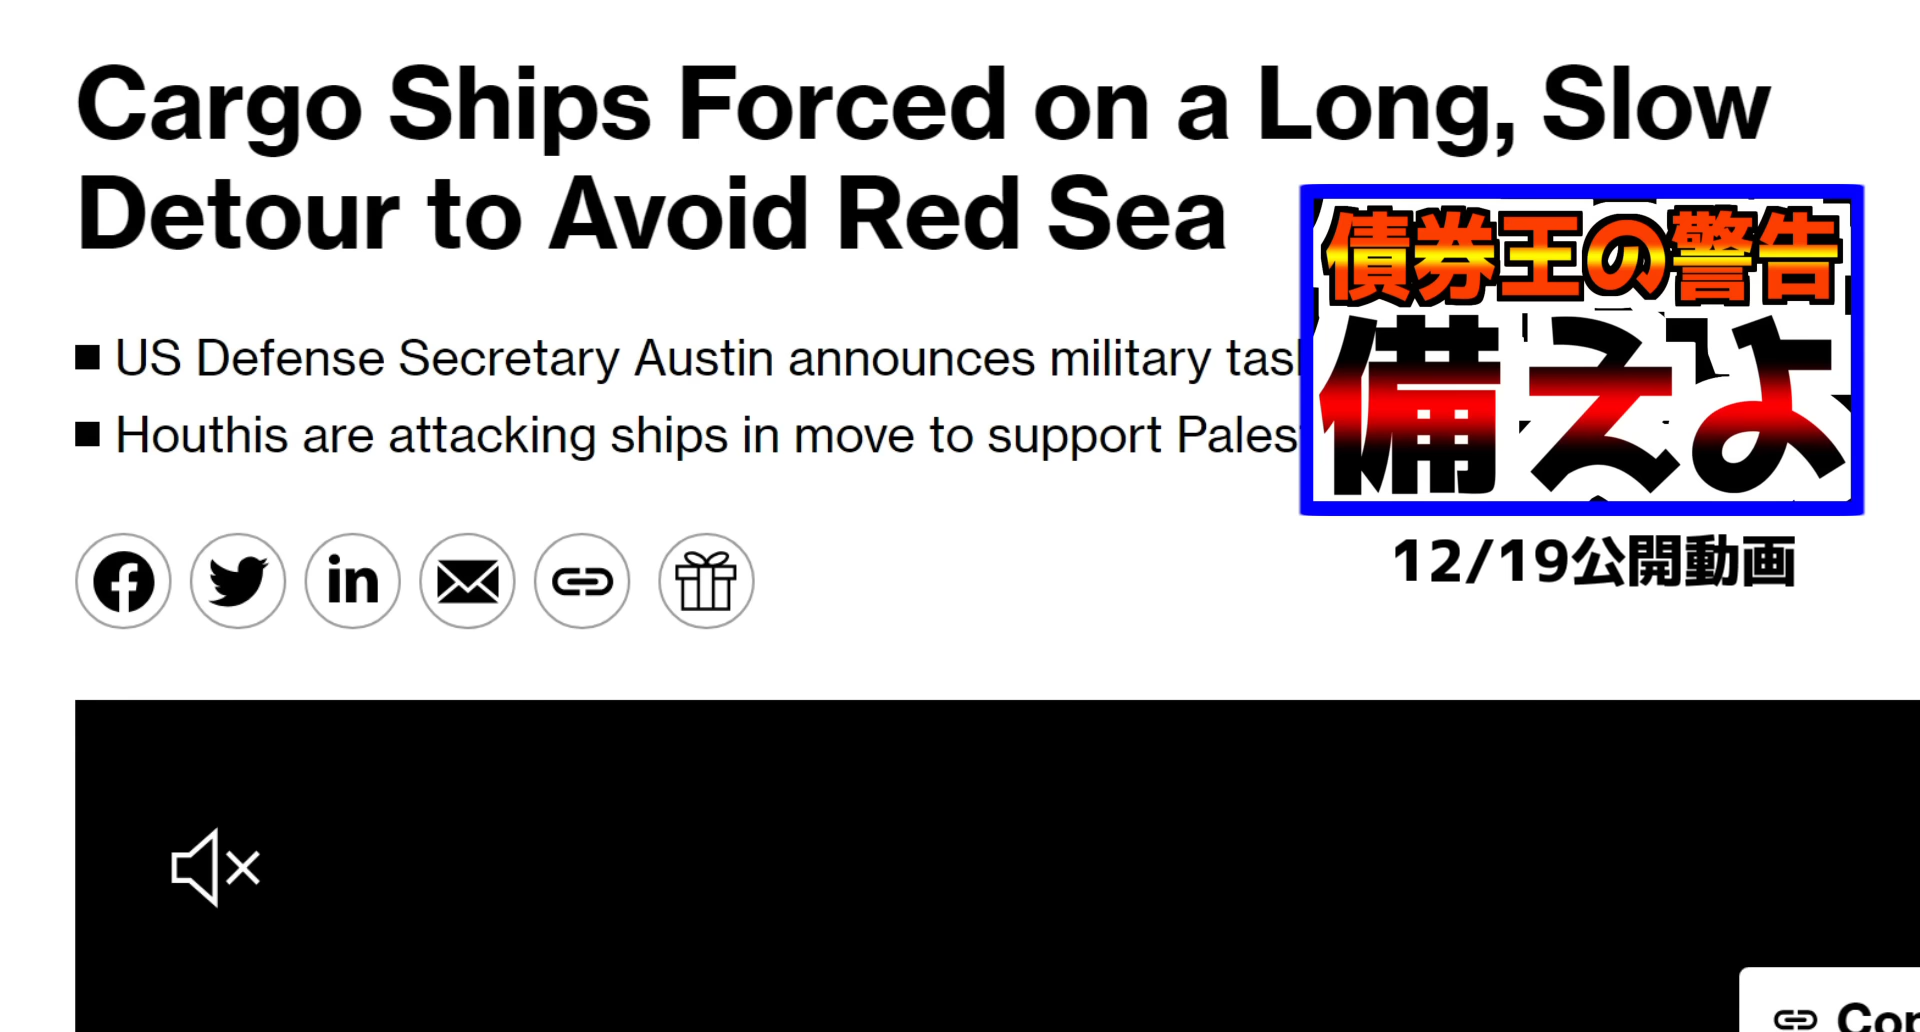 Cargo Ships Forced on a Long, Slow
Detour to Avoid Red Sea
US Defense Secretary Austin announces military
Houthis are attacking ships in move to support
債券王の警告
備えよ
12/19公開動画